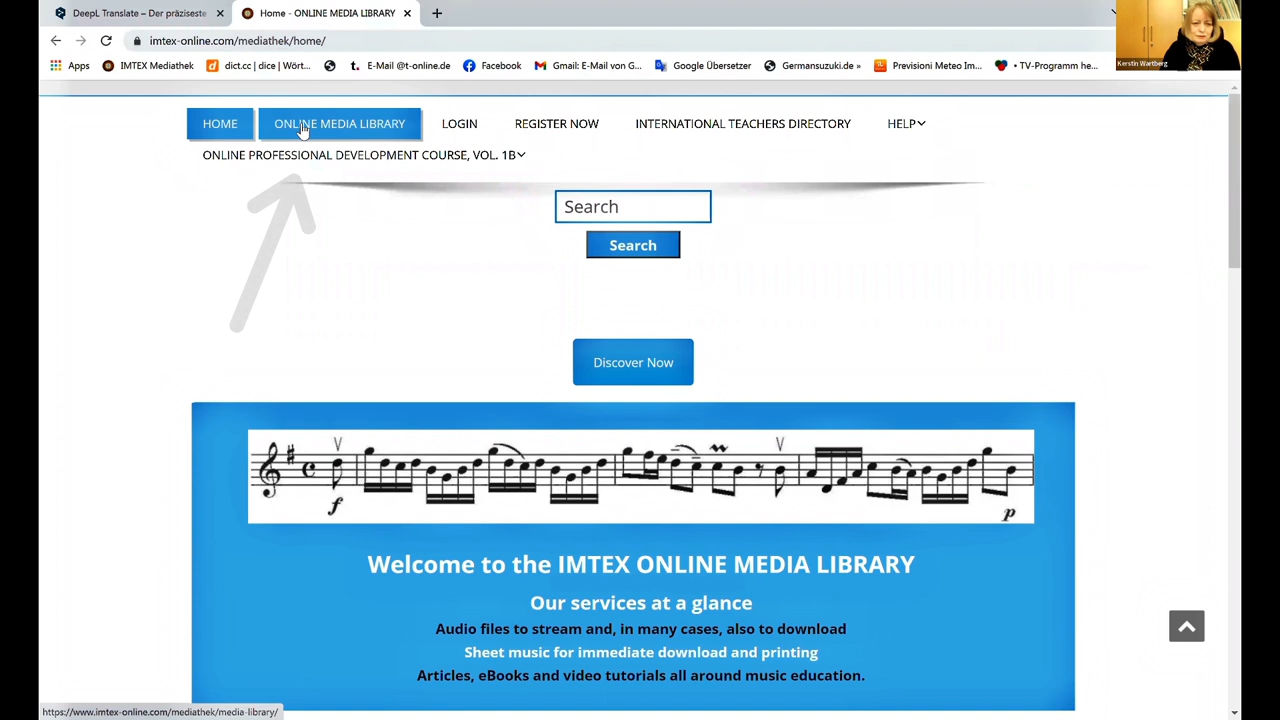 DeepL Translate – Der präziseste
Home - ONLINE MEDIA LIBRARY
imtex-online.com/mediathek/home/
Kerstin Wartberg
Apps
IMTEX Mediathek
dict.cc | dice | Wört...
E-Mail @t-online.de
Facebook
Gmail: E-Mail von G...
Google Übersetzer
Germansuzuki.de »
Previsioni Meteo Im...
• TV-Programm he...
HOME
ONLINE MEDIA LIBRARY
LOGIN
REGISTER NOW
INTERNATIONAL TEACHERS DIRECTORY
HELP
ONLINE PROFESSIONAL DEVELOPMENT COURSE, VOL. 1B
Search
Search
Discover Now
f
p
Welcome to the IMTEX ONLINE MEDIA LIBRARY
Our services at a glance
Audio files to stream and, in many cases, also to download
Sheet music for immediate download and printing
Articles, eBooks and video tutorials all around music education.
https://www.imtex-online.com/mediathek/media-library/